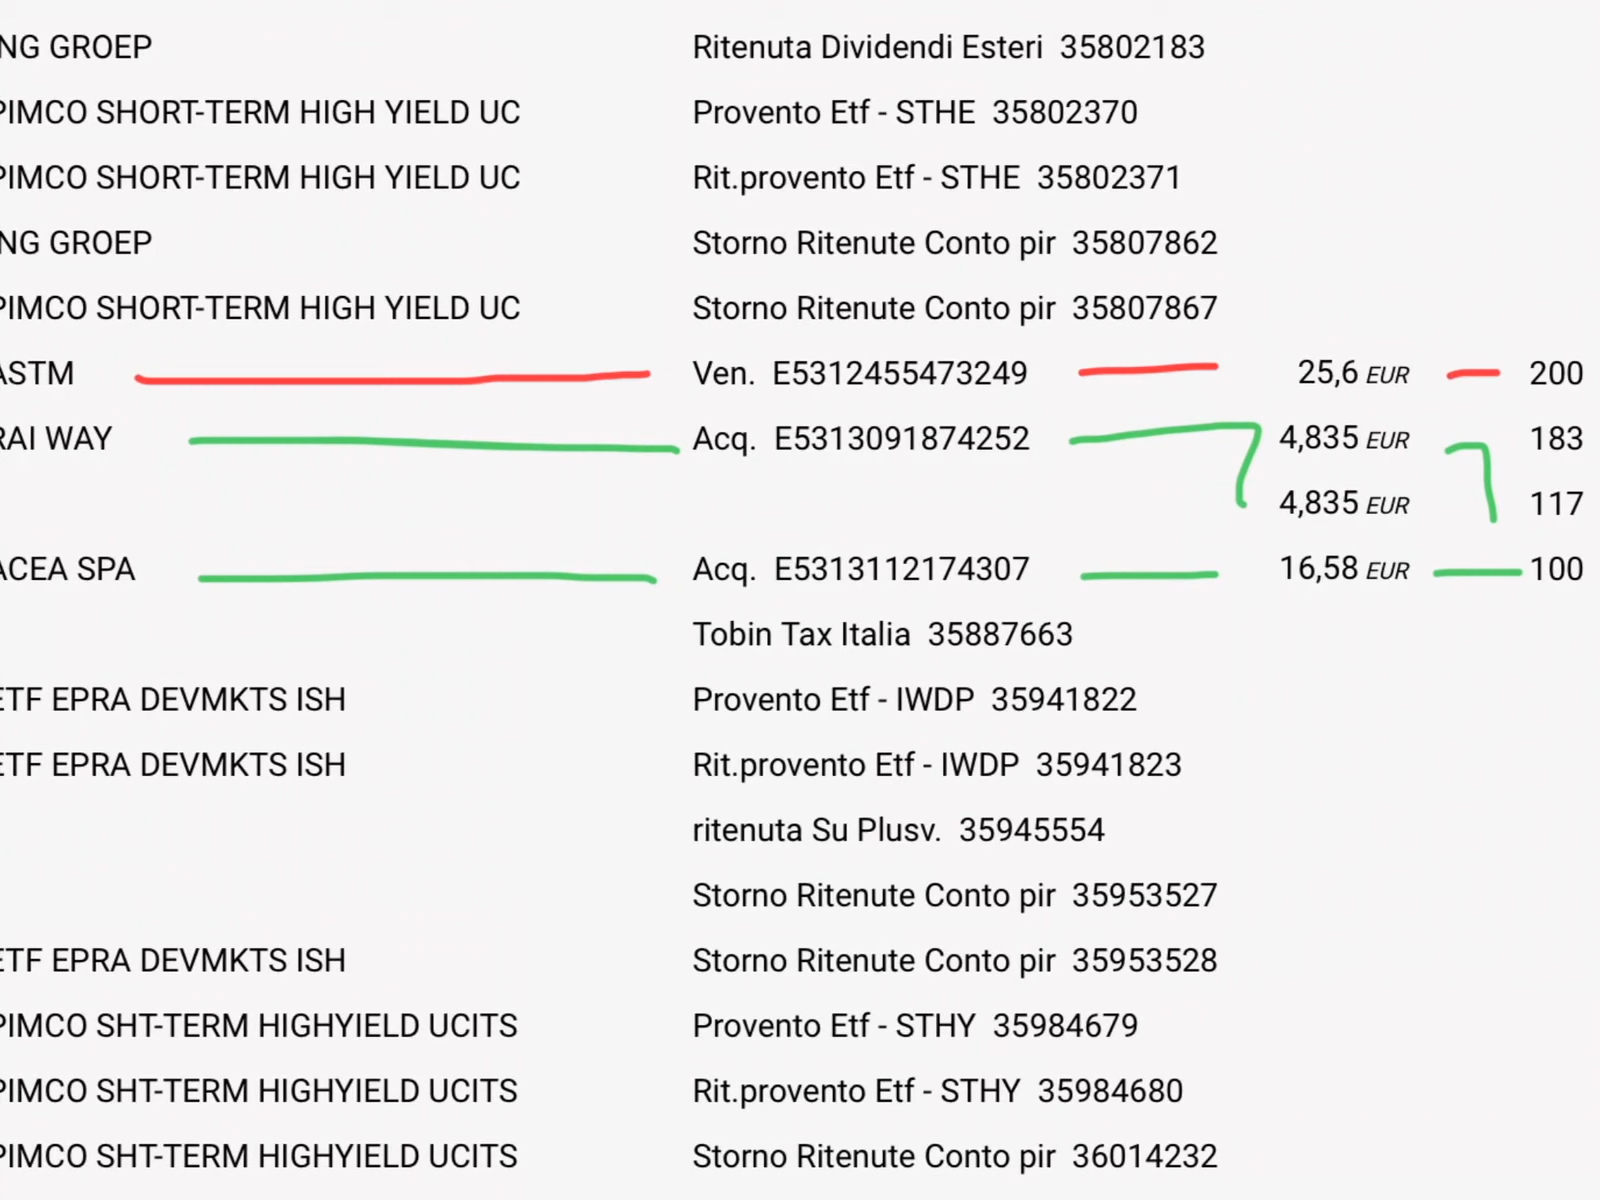 NG GROEP Ritenuta Dividendi Esteri 35802183
PIMCO SHORT-TERM HIGH YIELD UC Provento Etf - STHE 35802370
PIMCO SHORT-TERM HIGH YIELD UC Rit.provento Etf - STHE 35802371
NG GROEP Storno Ritenute Conto pir 35807862
PIMCO SHORT-TERM HIGH YIELD UC Storno Ritenute Conto pir 35807867
ASTM Ven. E5312455473249 25,6 EUR 200
RAI WAY Acq. E5313091874252 4,835 EUR 183
4,835 EUR 117
ACEA SPA Acq. E5313112174307 16,58 EUR 100
Tobin Tax Italia 35887663
ETF EPRA DEVMKTS ISH Provento Etf - IWDP 35941822
ETF EPRA DEVMKTS ISH Rit.provento Etf - IWDP 35941823
ritenuta Su Plusv. 35945554
Storno Ritenute Conto pir 35953527
ETF EPRA DEVMKTS ISH Storno Ritenute Conto pir 35953528
PIMCO SHT-TERM HIGHYIELD UCITS Provento Etf - STHY 35984679
PIMCO SHT-TERM HIGHYIELD UCITS Rit.provento Etf - STHY 35984680
PIMCO SHT-TERM HIGHYIELD UCITS Storno Ritenute Conto pir 36014232